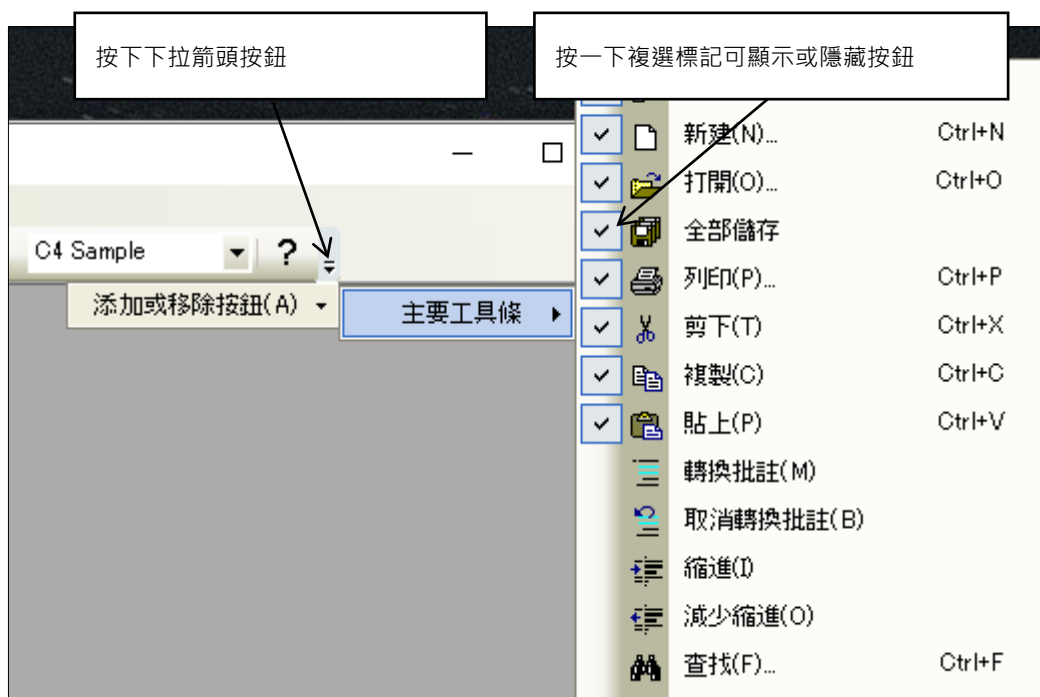 按下下拉箭頭按鈕
按一下複選標記可顯示或隱藏按鈕
新建(N)... Ctrl+N
打開(O)... Ctrl+O
全部儲存
C4 Sample ?
列印(P)... Ctrl+P
添加或移除按鈕(A) 主要工具條
剪下(T) Ctrl+X
複製(C) Ctrl+C
貼上(P) Ctrl+V
轉換批註(M)
取消轉換批註(B)
縮進(I)
減少縮進(O)
查找(F)... Ctrl+F